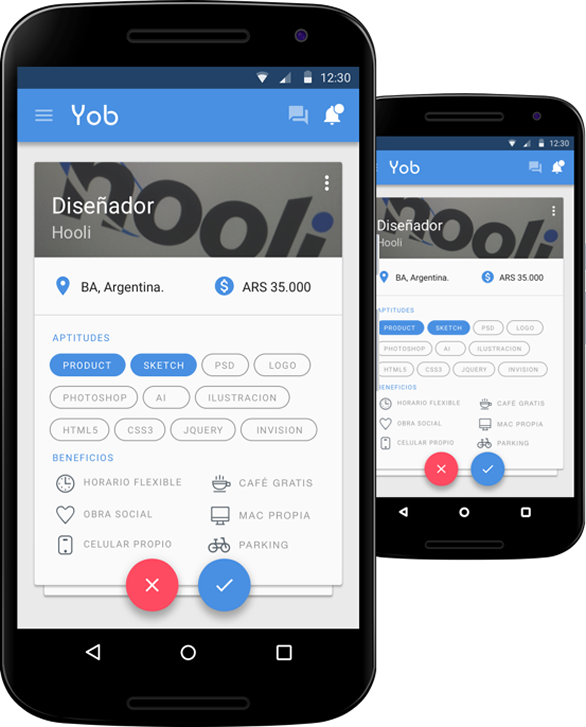 12:30
Yob
hooli
Diseñador
Hooli
BA, Argentina.
ARS 35.000
APTITUDES
PRODUCT SKETCH PSD LOGO
PHOTOSHOP AI ILUSTRACION
HTML5 CSS3 JQUERY INVISION
BENEFICIOS
HORARIO FLEXIBLE CAFÉ GRATIS
OBRA SOCIAL MAC PROPIA
CELULAR PROPIO PARKING
12:30
Yob
hooli
Diseñador
Hooli
BA, Argentina.
ARS 35.000
APTITUDES
PRODUCT SKETCH PSD LOGO
PHOTOSHOP AI ILUSTRACION
HTML5 CSS3 JQUERY INVISION
BENEFICIOS
HORARIO FLEXIBLE CAFÉ GRATIS
OBRA SOCIAL MAC PROPIA
CELULAR PROPIO PARKING